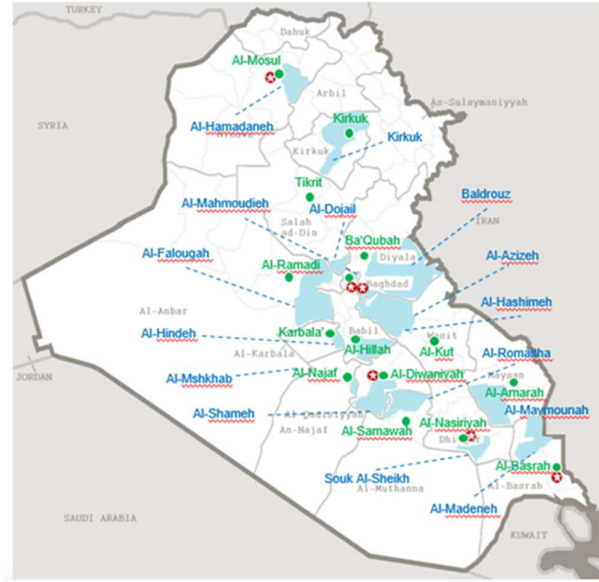 TURKEY
Dahuk
Al-Mosul
Arbil
SYRIA
As-Sulaymaniyyah
Al-Hamadaneh
Kirkuk
Kirkuk
Kirkuk
Tikrit
Baldrouz
Al-Mahmoudieh
Al-Dojail
Salah
ad-Din
IRAN
Ba'Qubah
Al-Falougah
Diyala
Al-Azizeh
Al-Ramadi
Baghdad
Al-Hashimeh
Al-Anbar
Al-Hindeh
Karbala'
Babil
Wasit
Al-Karbala
Al-Hillah
Al-Kut
Al-Romaitha
JORDAN
Al-Mshkhab
Al-Najaf
Al-Diwaniyah
Maysan
Al-Amarah
Al-Shameh
Al-Qadisiyyah
Al-Maymounah
An-Najaf
Al-Samawah
Al-Nasiriyah
Al-Basrah
Souk Al-Sheikh
Al-Muthanna
Al-Basrah
Al-Madeneh
SAUDI ARABIA
KUWAIT